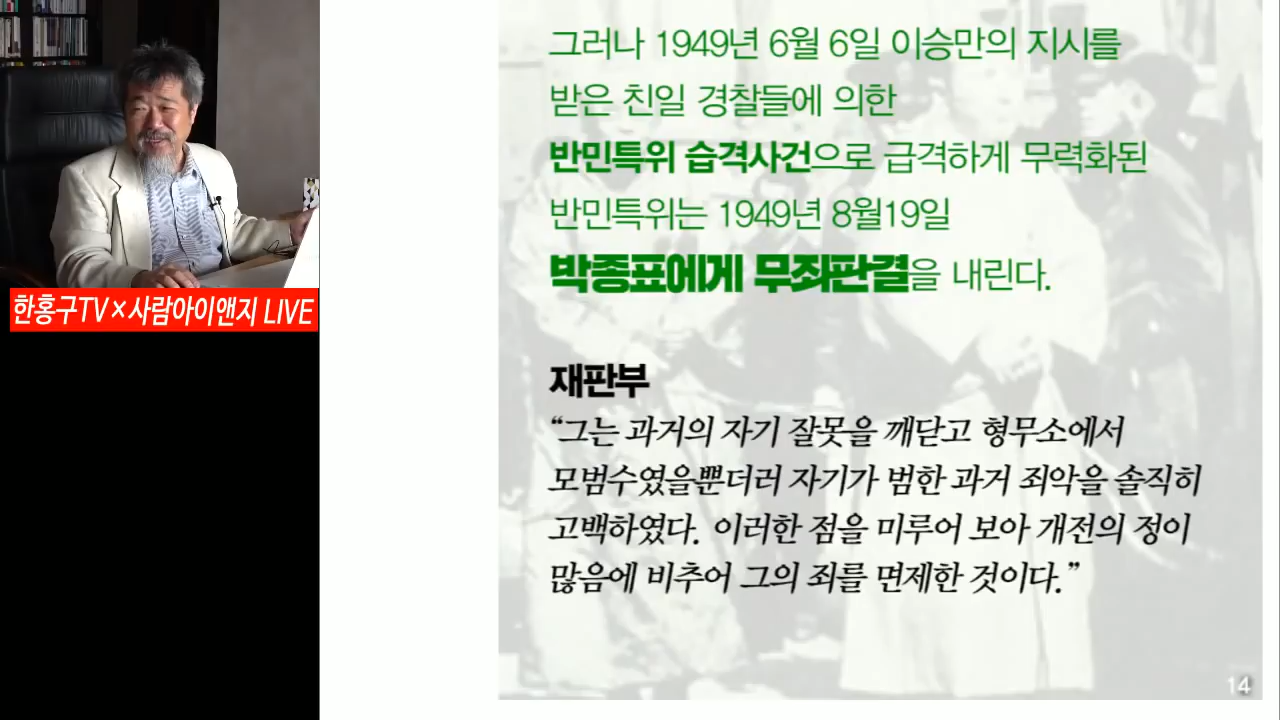 그러나 1949년 6월 6일 이승만의 지시를
받은 친일 경찰들에 의한
반민특위 습격사건으로 급격하게 무력화된
반민특위는 1949년 8월19일
박종표에게 무죄판결을 내린다.
재판부
“그는 과거의 자기 잘못을 깨닫고 형무소에서
모범수였을뿐더러 자기가 범한 과거 죄악을 솔직히
고백하였다. 이러한 점을 미루어 보아 개전의 정이
많음에 비추어 그의 죄를 면제한 것이다.”
14
한홍구TV×사람아이앤지 LIVE